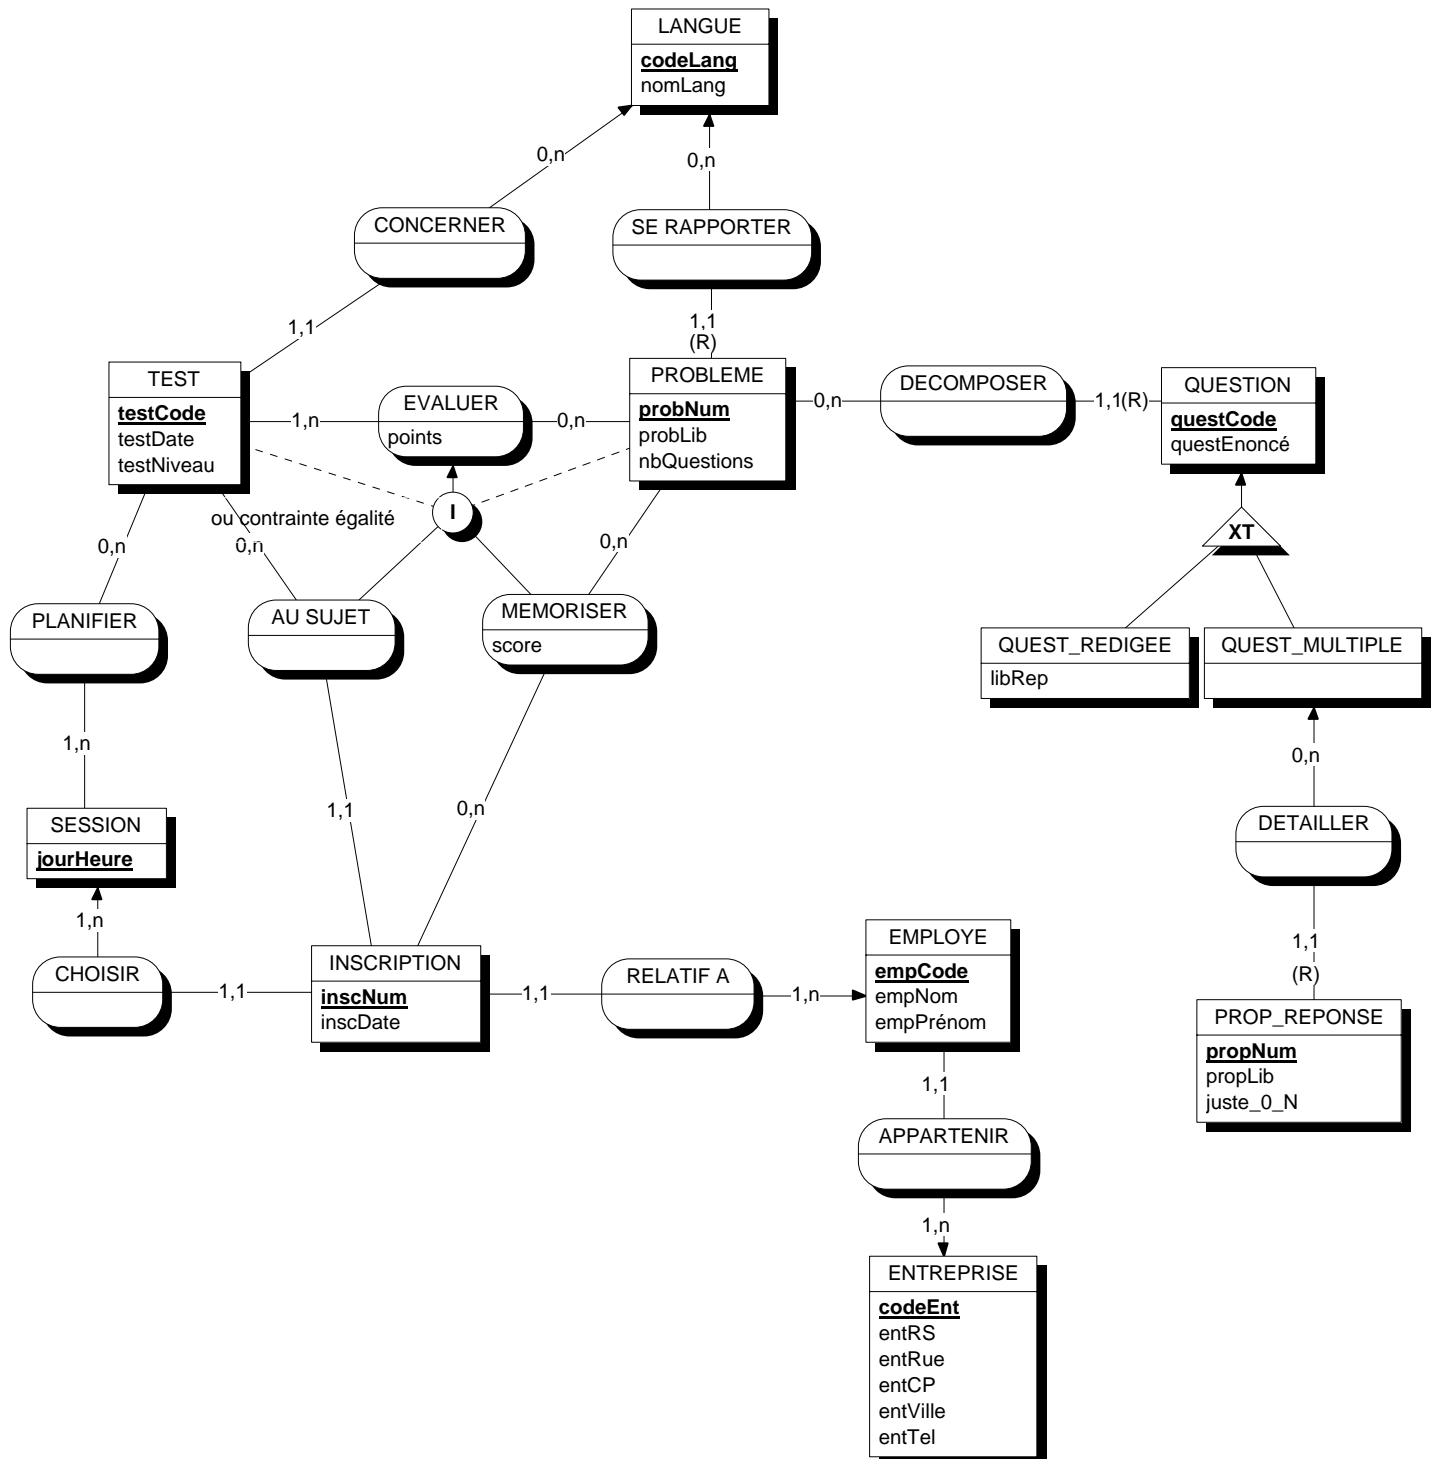 LANGUE
codeLang
nomLang
0,n
0,n
CONCERNER
SE RAPPORTER
1,1
1,1
(R)
TEST
testCode
testDate
testNiveau
1,n
EVALUER
points
0,n
PROBLEME
probNum
probLib
nbQuestions
0,n
DECOMPOSER
1,1(R)
QUESTION
questCode
questEnoncé
ou contrainte égalité
I
XT
0,n
0,n
0,n
PLANIFIER
AU SUJET
MEMORISER
score
QUEST_REDIGEE
libRep
QUEST_MULTIPLE
1,n
0,n
SESSION
jourHeure
1,1
0,n
DETAILLER
1,n
CHOISIR
1,1
INSCRIPTION
inscNum
inscDate
1,1
RELATIF A
1,n
EMPLOYE
empCode
empNom
empPrénom
1,1
(R)
PROP_REPONSE
propNum
propLib
juste_0_N
1,1
APPARTENIR
1,n
ENTREPRISE
codeEnt
entRS
entRue
entCP
entVille
entTel